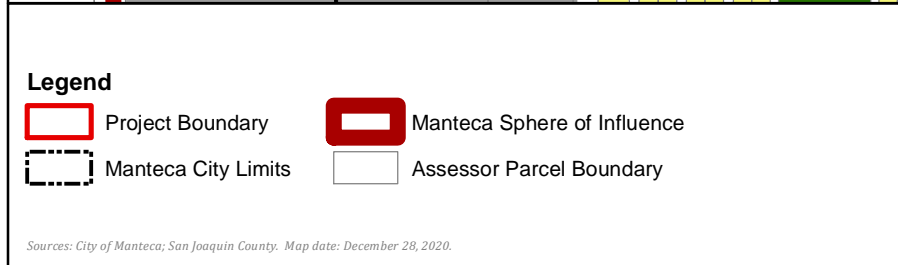 Legend
Project Boundary
Manteca Sphere of Influence
Manteca City Limits
Assessor Parcel Boundary
Sources: City of Manteca; San Joaquin County. Map date: December 28, 2020.